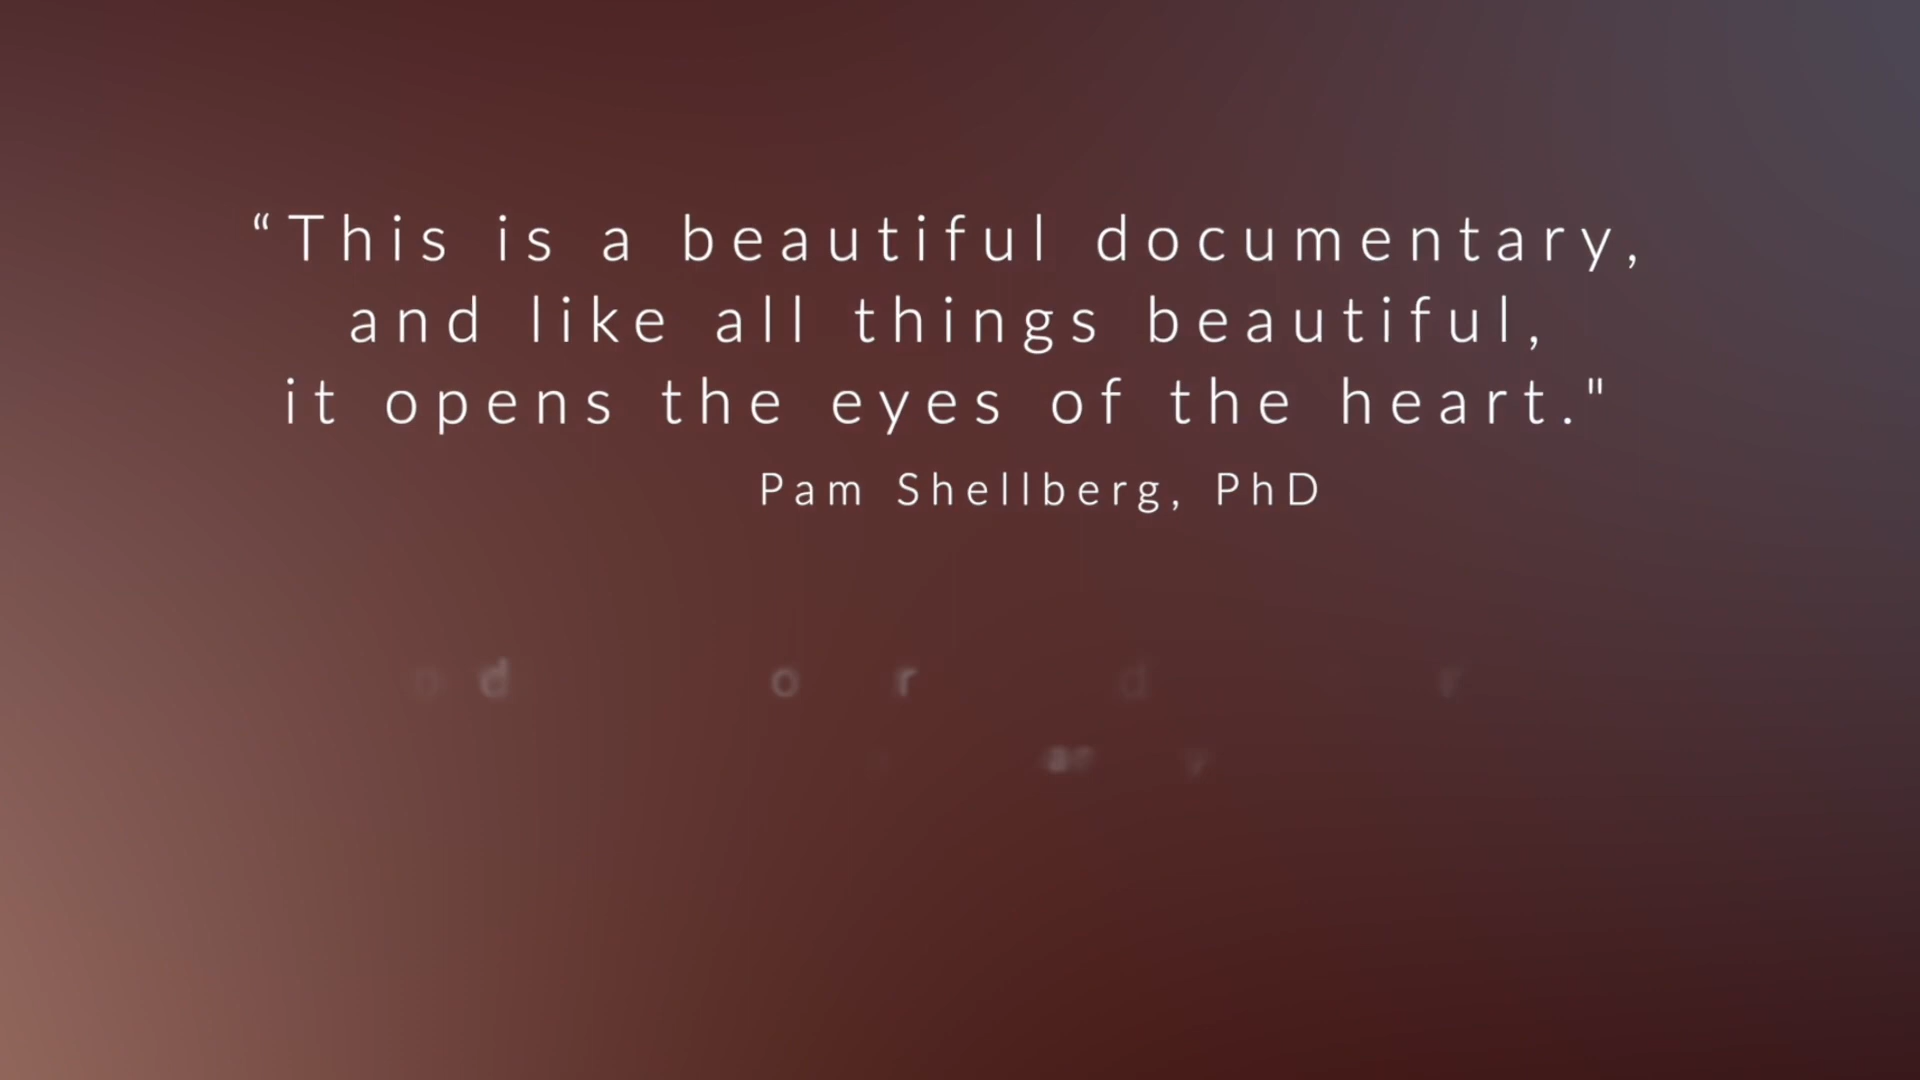 “This is a beautiful documentary,
and like all things beautiful,
it opens the eyes of the heart."
Pam Shellberg, PhD